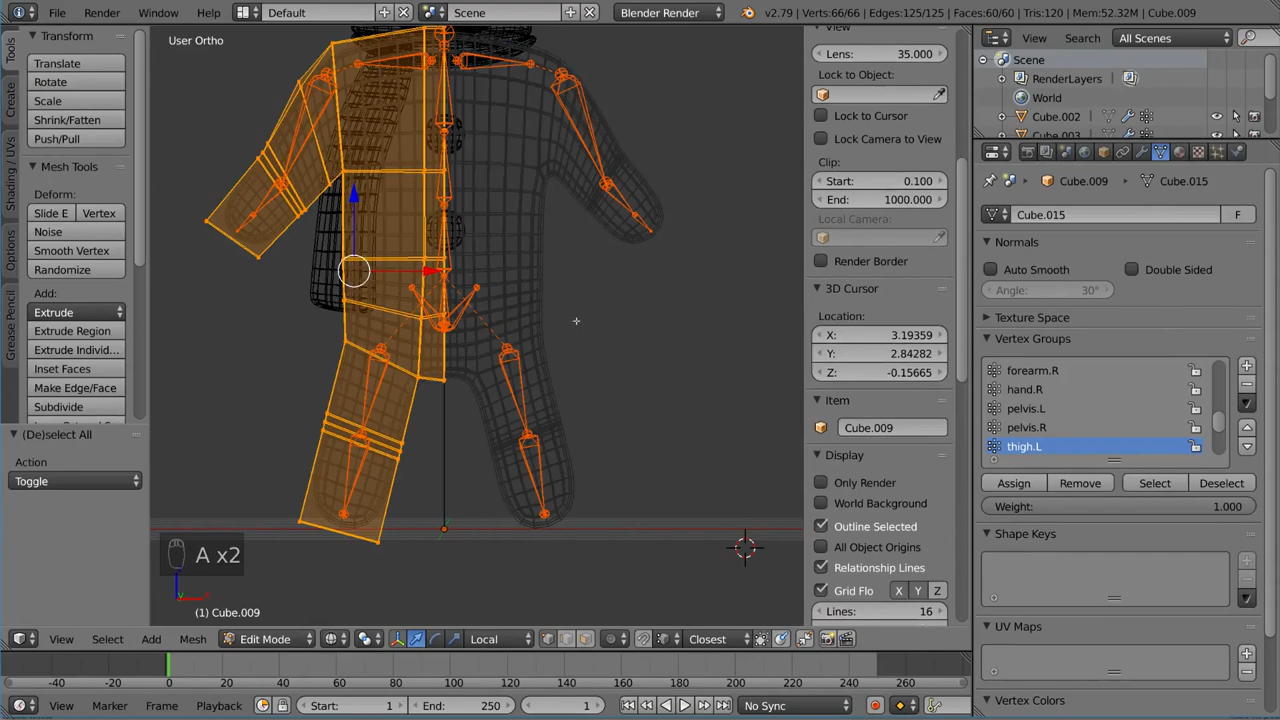 File Render Window Help Default Scene Blender Render v2.79 | Verts:66/66 | Edges:125/125 | Faces:60/60 | Tris:120 | Mem:52.32M | Cube.009
Tools
Create
Shading / UVs
Options
Grease Pencil
Transform
Translate
Rotate
Scale
Shrink/Fatten
Push/Pull
Mesh Tools
Deform:
Slide E Vertex
Noise
Smooth Vertex
Randomize
Add:
Extrude
Extrude Region
Extrude Individ...
Inset Faces
Make Edge/Face
Subdivide
(De)select All
Action
Toggle
User Ortho
A x2
(1) Cube.009
View
Lens: 35.000
Lock to Object:
Lock to Cursor
Lock Camera to View
Clip:
Start: 0.100
End: 1000.000
Local Camera:
Render Border
3D Cursor
Location:
X: 3.19359
Y: 2.84282
Z: -0.15665
Item
Cube.009
Display
Only Render
World Background
Outline Selected
All Object Origins
Relationship Lines
Grid Flo X Y Z
Lines: 16
View Search All Scenes
Scene
RenderLayers
World
Cube.002
Cube.003
Cube.009 Cube.015
Cube.015 F
Normals
Auto Smooth Double Sided
Angle: 30°
Texture Space
Vertex Groups
forearm.R
hand.R
pelvis.L
pelvis.R
thigh.L
Assign Remove Select Deselect
Weight: 1.000
Shape Keys
UV Maps
Vertex Colors
View Select Add Mesh Edit Mode Local Closest
-40 -20 0 20 40 60 80 100 120 140 160 180 200 220 240 260
View Marker Frame Playback Start: 1 End: 250 1 No Sync